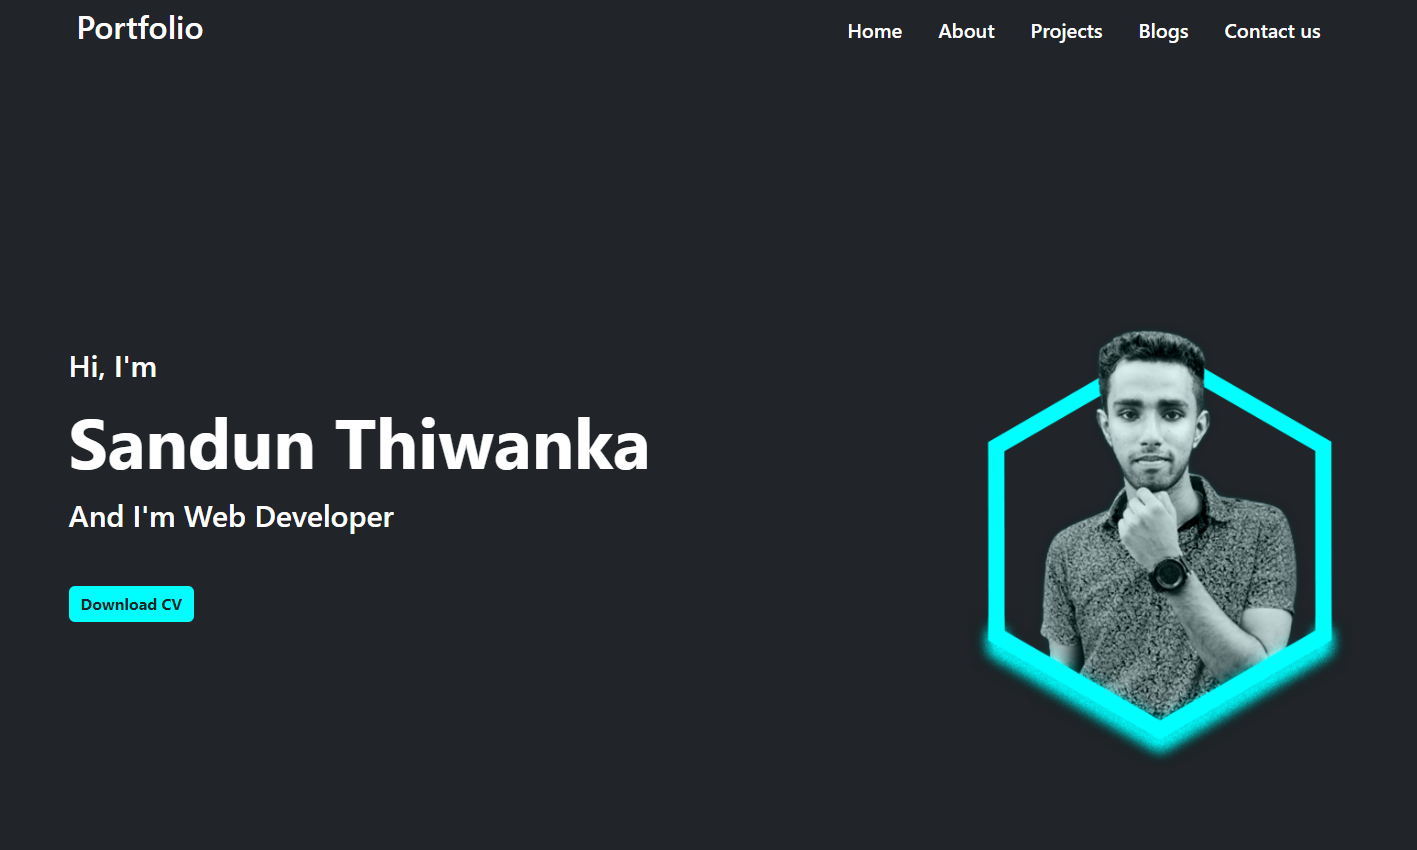 Portfolio
Home About Projects Blogs Contact us
Hi, I'm
Sandun Thiwanka
And I'm Web Developer
Download CV